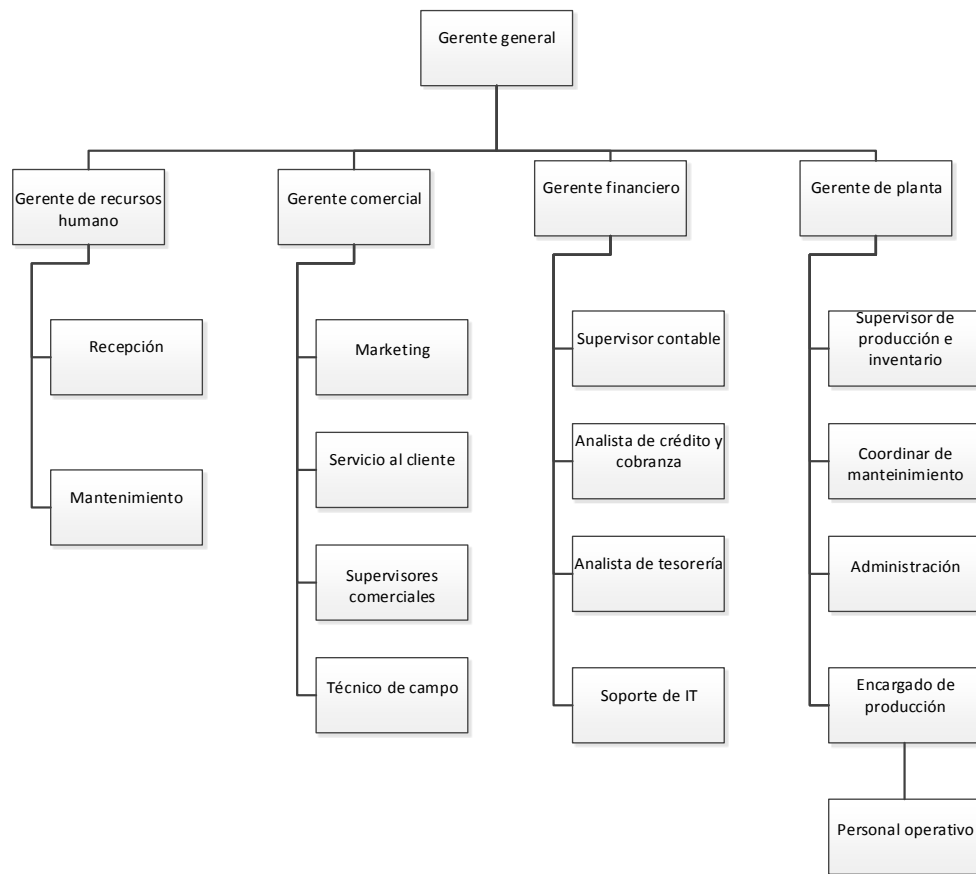 Gerente general
Gerente de recursos
humano
Gerente comercial
Gerente financiero
Gerente de planta
Recepción
Mantenimiento
Marketing
Servicio al cliente
Supervisores
comerciales
Técnico de campo
Supervisor contable
Analista de crédito y
cobranza
Analista de tesorería
Soporte de IT
Supervisor de
producción e
inventario
Coordinar de
manteinimiento
Administración
Encargado de
producción
Personal operativo